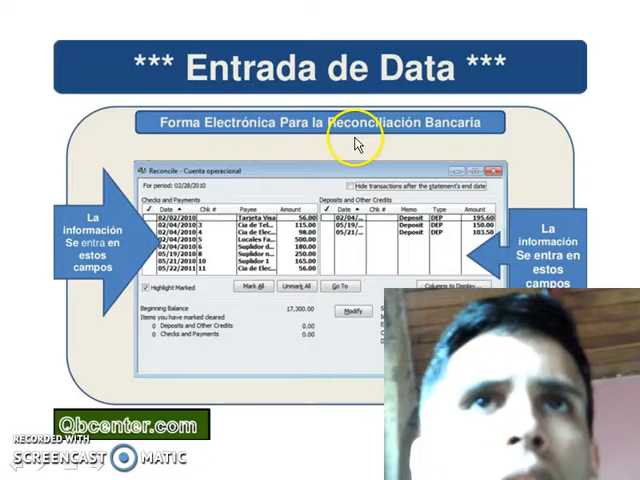 *** Entrada de Data ***
Forma Electrónica Para la Reconciliación Bancaria
Reconcile - Cuenta operacional
For period: 02/28/2010
Hide transactions after the statement's end date
Checks and Payments
Deposits and Other Credits
✓ Date Chk # Payee Amount
✓ Date Chk # Memo Type Amount
02/02/2010 Tarjeta Visa 56.00
02/04/2010 3 Cia de Tel... 115.00
02/04/2010 4 Cia de Elec... 98.00
02/04/2010 5 Locales Fa... 500.00
02/04/2010 6 Suplidor d... 180.00
05/19/2010 8 Suplidor n... 250.00
05/21/2010 10 Suplidor 1 165.00
05/22/2011 11 Cia de Elec... 56.00
02/04/... Deposit DEP 195.60
05/19/... Deposit DEP 150.00
05/21/... Deposit DEP 103.50
La
información
Se entra en
estos
campos
La
información
Se entra en
estos
campos
Highlight Marked
Mark All
Unmark All
Go To
Columns to Display...
Beginning Balance 17,300.00
Items you have marked cleared
0 Deposits and Other Credits 0.00
0 Checks and Payments 0.00
Modify
Qbcenter.com
RECORDED WITH
SCREENCAST MATIC